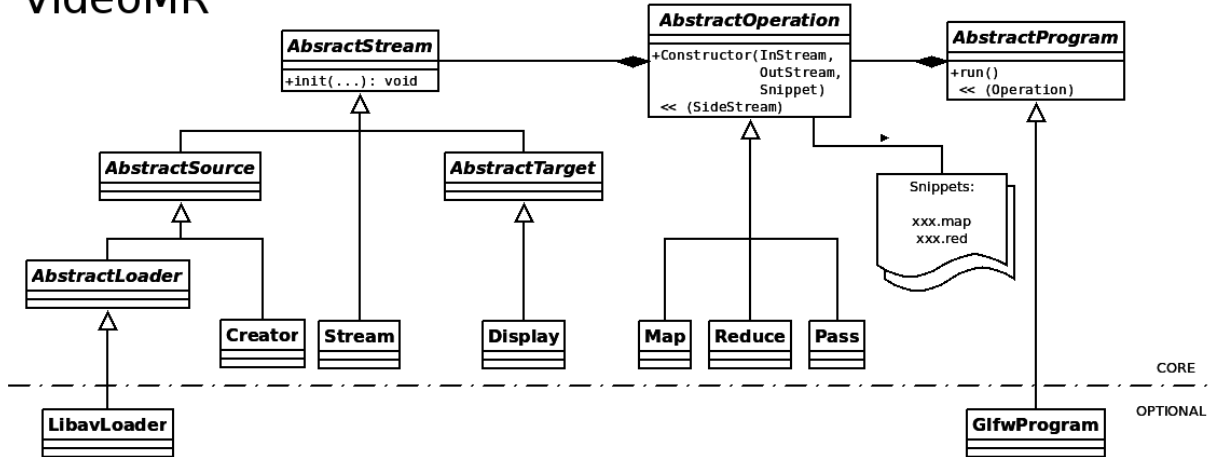 VideoMR
AbsractStream
+init(...): void
AbstractOperation
+Constructor(InStream,
OutStream,
Snippet)
<< (SideStream)
AbstractProgram
+run()
<< (Operation)
AbstractSource
AbstractTarget
Snippets:
xxx.map
xxx.red
AbstractLoader
Creator
Stream
Display
Map
Reduce
Pass
CORE
OPTIONAL
LibavLoader
GlfwProgram